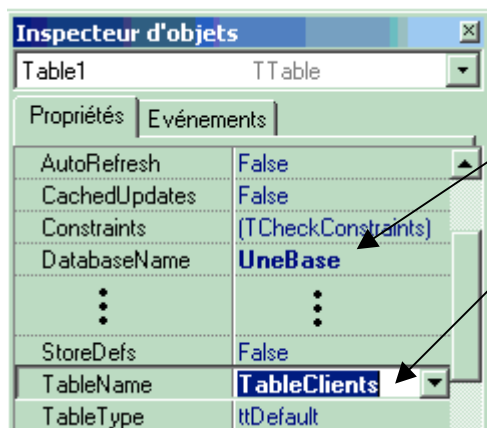 Inspecteur d'objets
Table1 TTable
Propriétés Evénements
AutoRefresh False
CachedUpdates False
Constraints (TCheckConstraints)
DatabaseName UneBase
StoreDefs False
TableName TableClients
TableType ttDefault